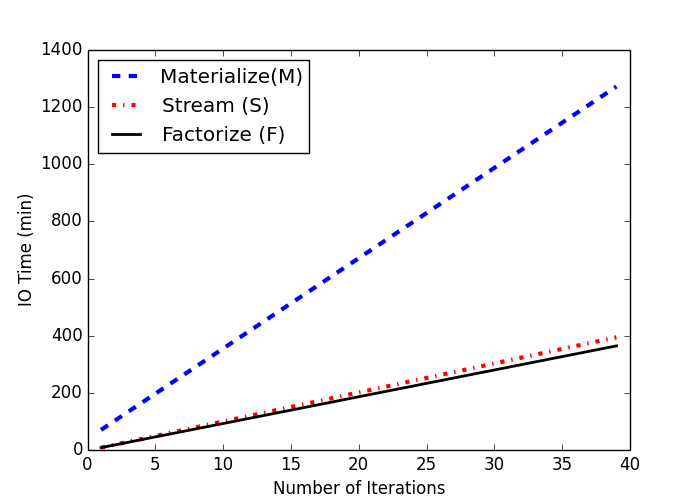 1400
1200
1000
800
600
400
200
0
IO Time (min)
Materialize(M)
Stream (S)
Factorize (F)
0 5 10 15 20 25 30 35 40
Number of Iterations